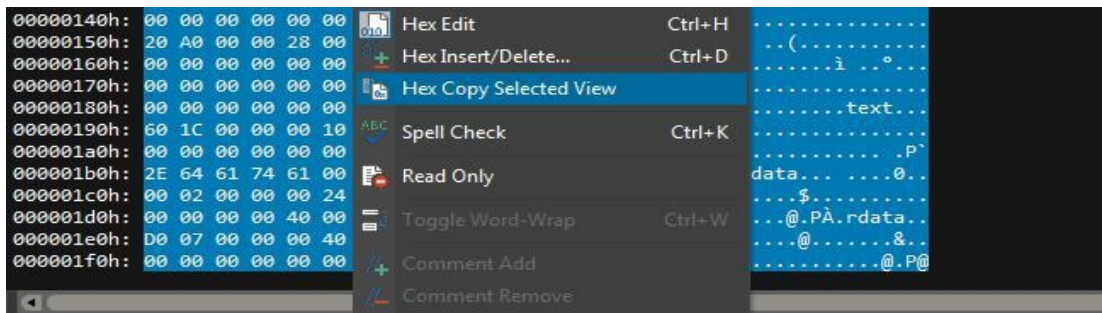 00000140h: 00 00 00 00 00 00 ................
00000150h: 20 A0 00 00 28 00 ..(...........
00000160h: 00 00 00 00 00 00 .......ì ..°...
00000170h: 00 00 00 00 00 00 ...............
00000180h: 00 00 00 00 00 00 .........text...
00000190h: 60 1C 00 00 00 10 ...............
000001a0h: 00 00 00 00 00 00 ........... .P`
000001b0h: 2E 64 61 74 61 00 data... ....0..
000001c0h: 00 02 00 00 00 24 ....$..........
000001d0h: 00 00 00 00 40 00 ...@.PÀ.rdata..
000001e0h: D0 07 00 00 00 40 ....@.......&..
000001f0h: 00 00 00 00 00 00 ............@.P@
Hex Edit Ctrl+H
Hex Insert/Delete... Ctrl+D
Hex Copy Selected View
ABC Spell Check Ctrl+K
Read Only
Toggle Word-Wrap Ctrl+W
Comment Add
Comment Remove